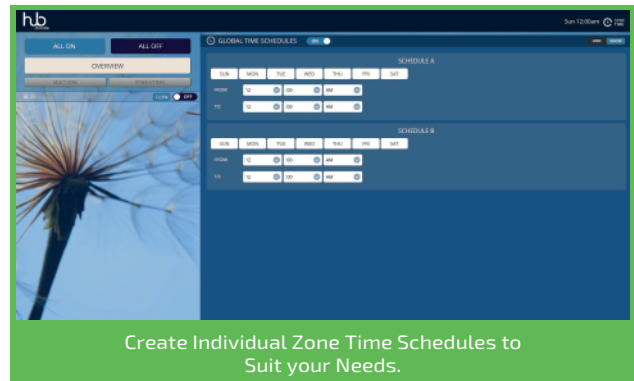 hub
Sun 12:00am
SYNC TIME
ALL ON
ALL OFF
GLOBAL TIME SCHEDULES
OVERVIEW
SCHEDULE A
SUN MON TUE WED THU FRI SAT
FROM 12 :00 AM
TO 12 :00 AM
OFF
SCHEDULE B
SUN MON TUE WED THU FRI SAT
FROM 12 :00 AM
TO 12 :00 AM
Create Individual Zone Time Schedules to
Suit your Needs.